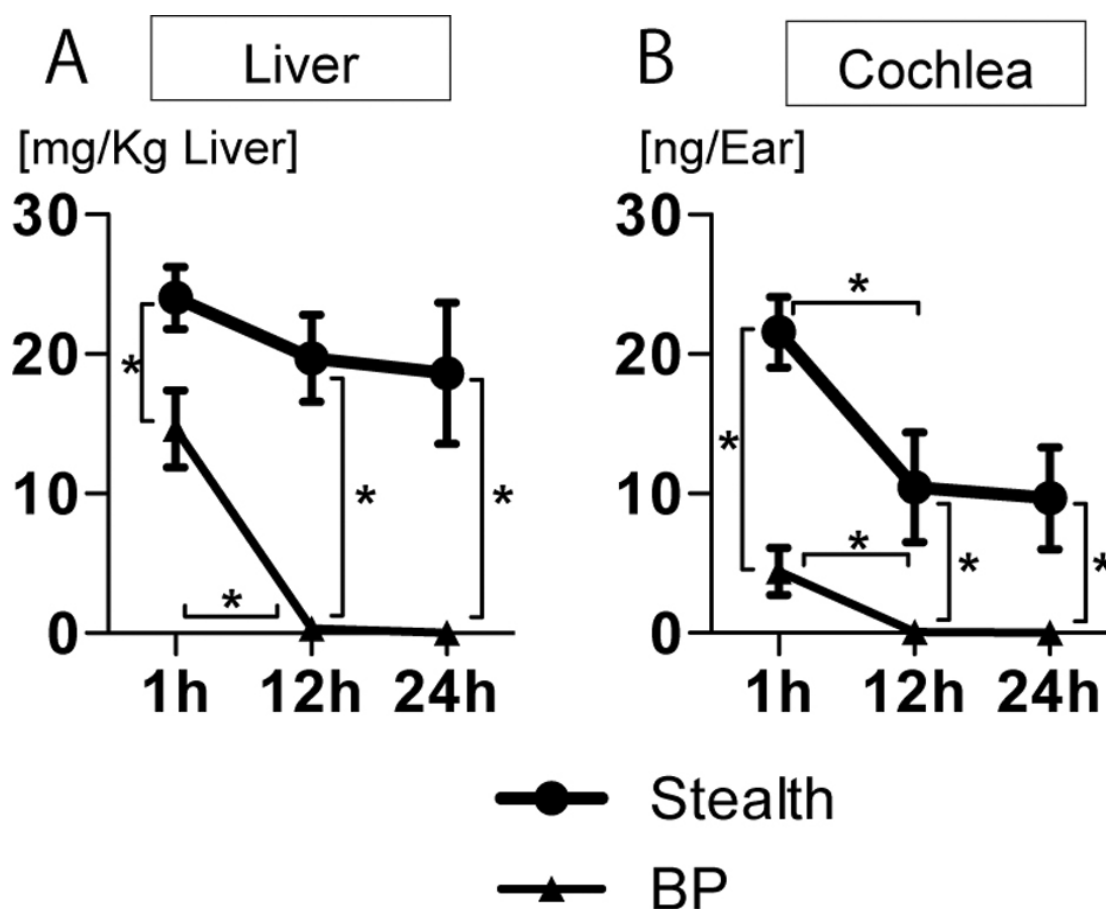 A Liver
[mg/Kg Liver]
30
20
10
0
1h 12h 24h
* * * *
B Cochlea
[ng/Ear]
30
20
10
0
1h 12h 24h
* * * * *
Stealth
BP